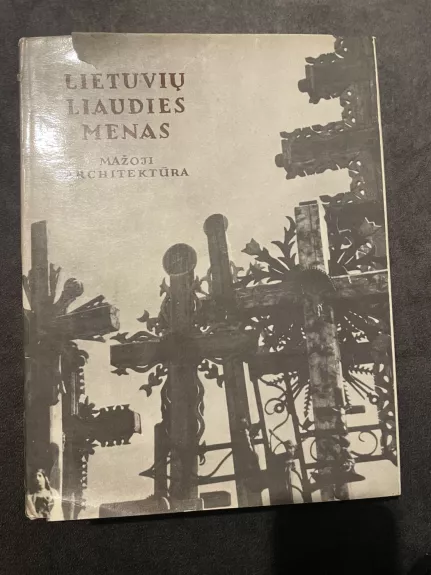 LIETUVIŲ
LIAUDIES
MENAS
MAŽOJI
ARCHITEKTŪRA